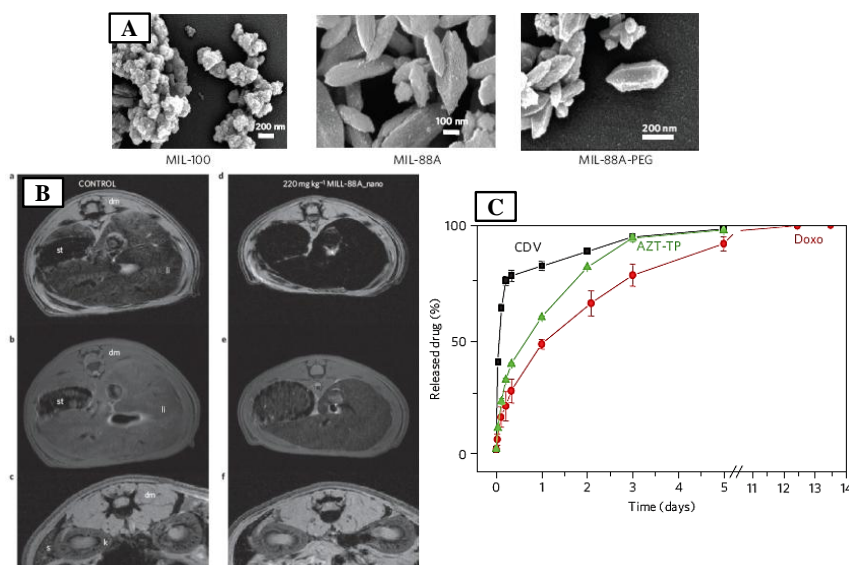 A
200 nm
100 nm
200 nm
MIL-100
MIL-88A
MIL-88A-PEG
B
a
CONTROL
dm
st
li
d
220 mg kg⁻¹ MILL-88A_nano
b
dm
st
li
e
c
dm
s
k
f
C
100
50
0
Released drug (%)
CDV
AZT-TP
Doxo
0 1 2 3 4 5 11 12 13 14
Time (days)